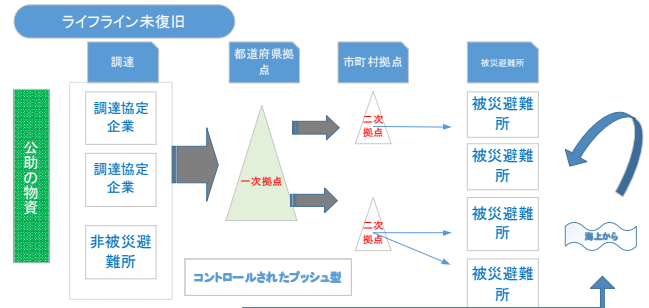 ライフライン未復旧
調達
都道府県拠
点
市町村拠点
被災避難所
公助の物資
調達協定
企業
調達協定
企業
非被災避
難所
一次拠点
二次
拠点
二次
拠点
被災避難
所
被災避難
所
被災避難
所
被災避難
所
海上から
コントロールされたプッシュ型